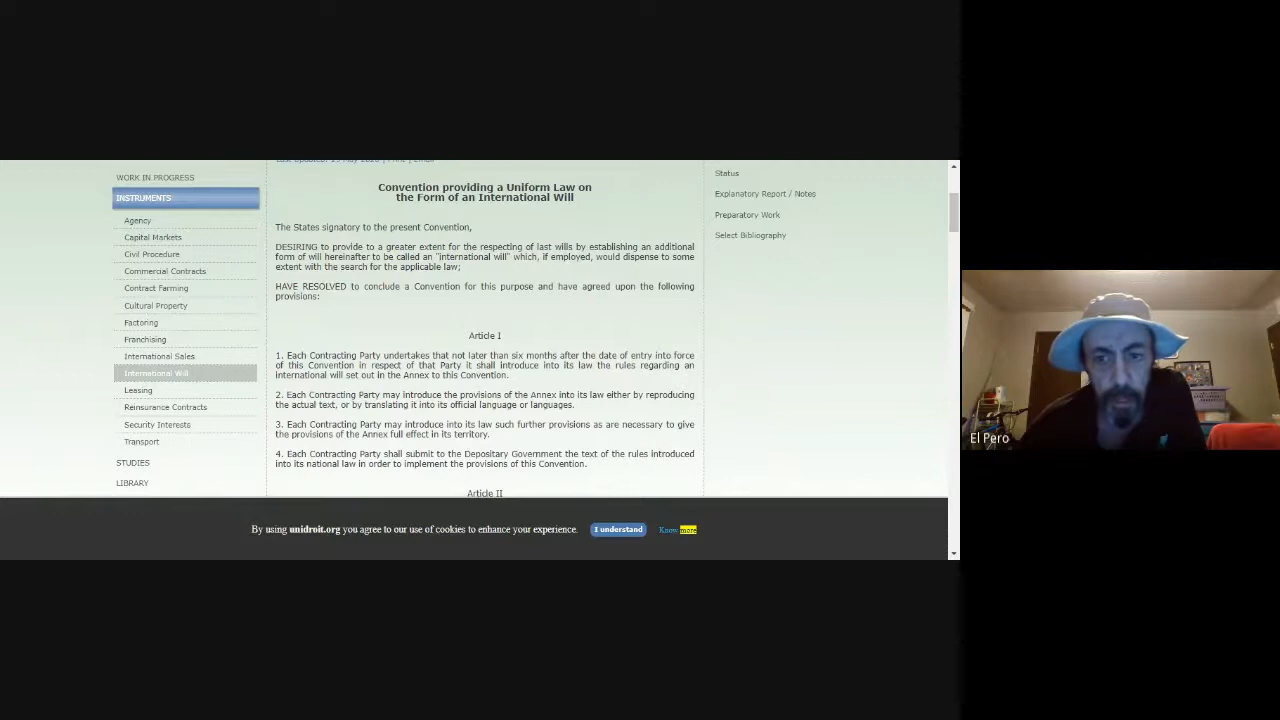 WORK IN PROGRESS
INSTRUMENTS
Agency
Capital Markets
Civil Procedure
Commercial Contracts
Contract Farming
Cultural Property
Factoring
Franchising
International Sales
International Will
Leasing
Reinsurance Contracts
Security Interests
Transport
STUDIES
LIBRARY
Convention providing a Uniform Law on
the Form of an International Will
The States signatory to the present Convention,
DESIRING to provide to a greater extent for the respecting of last wills by establishing an additional
form of will hereinafter to be called an "international will" which, if employed, would dispense to some
extent with the search for the applicable law;
HAVE RESOLVED to conclude a Convention for this purpose and have agreed upon the following
provisions:
Article I
1. Each Contracting Party undertakes that not later than six months after the date of entry into force
of this Convention in respect of that Party it shall introduce into its law the rules regarding an
international will set out in the Annex to this Convention.
2. Each Contracting Party may introduce the provisions of the Annex into its law either by reproducing
the actual text, or by translating it into its official language or languages.
3. Each Contracting Party may introduce into its law such further provisions as are necessary to give
the provisions of the Annex full effect in its territory.
4. Each Contracting Party shall submit to the Depositary Government the text of the rules introduced
into its national law in order to implement the provisions of this Convention.
Article II
Status
Explanatory Report / Notes
Preparatory Work
Select Bibliography
By using unidroit.org you agree to our use of cookies to enhance your experience.
I understand
Know more
El Pero